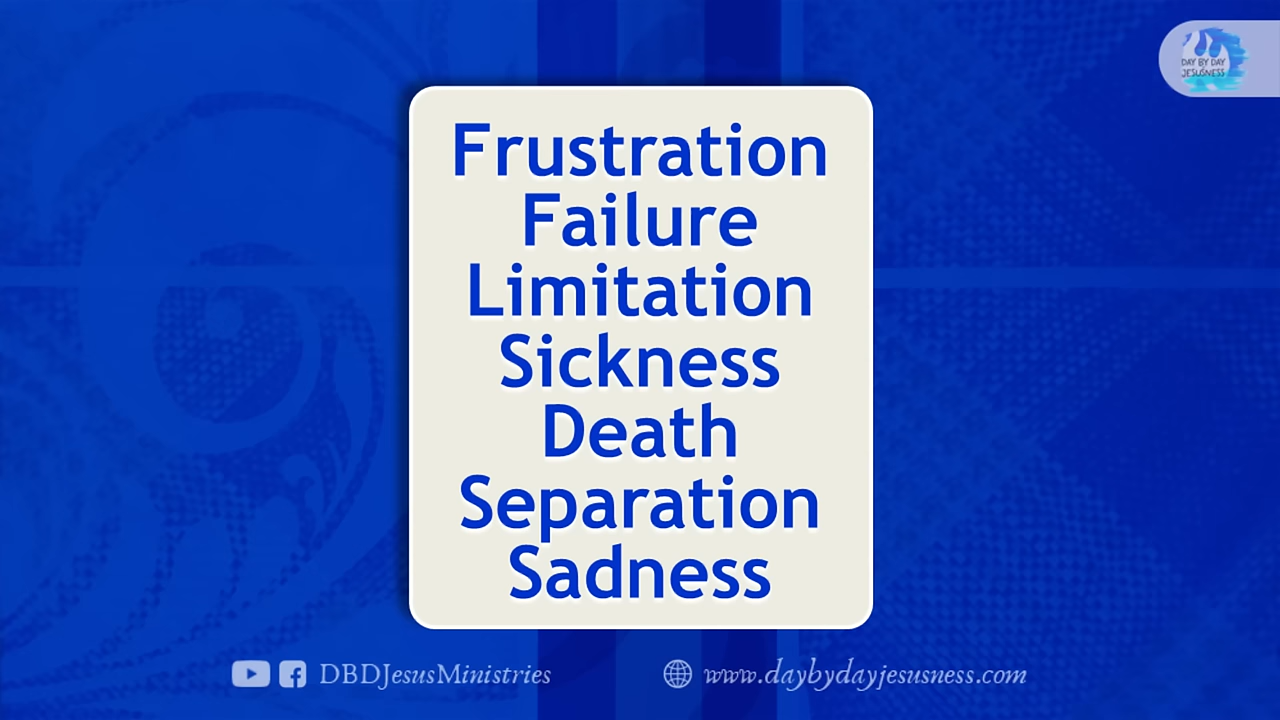 DAY BY DAY
JESUSNESS
Frustration
Failure
Limitation
Sickness
Death
Separation
Sadness
DBDJesusMinistries
www.daybydayjesusness.com